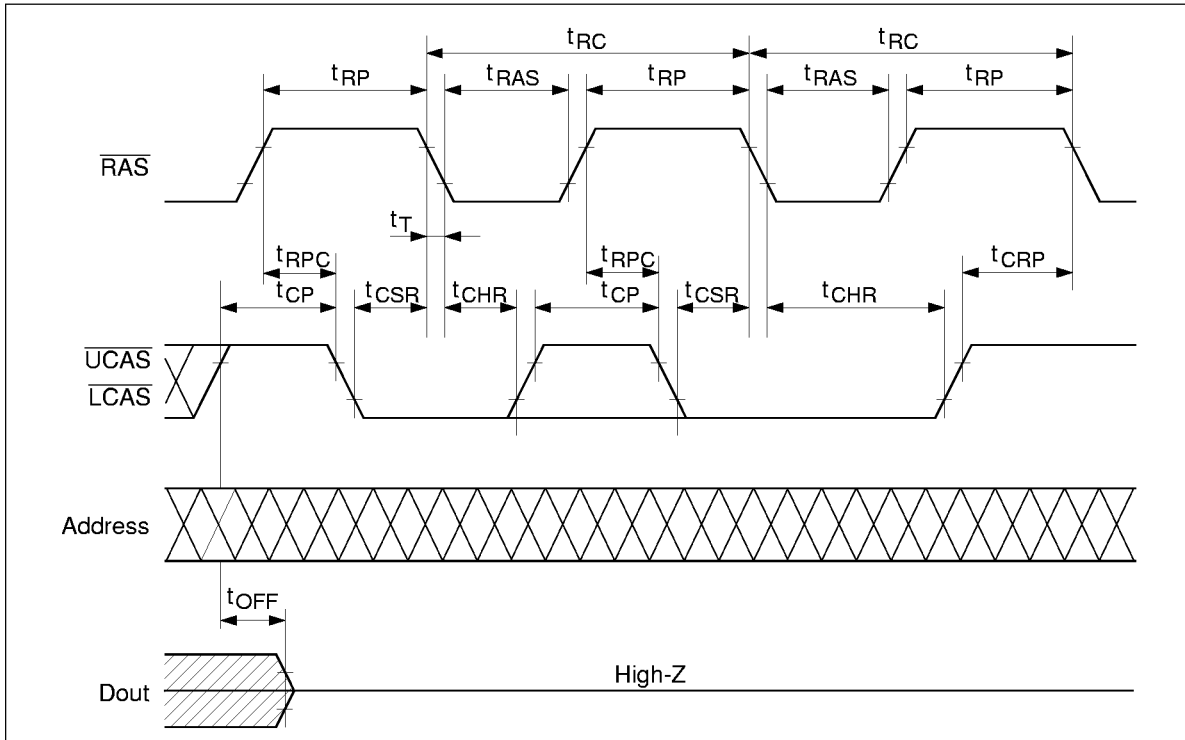 tRC tRC
tRP tRAS tRP tRAS tRP
RAS
tT
tRPC tRPC tCRP
tCP tCSR tCHR tCP tCSR tCHR
UCAS
LCAS
Address
tOFF
High-Z
Dout